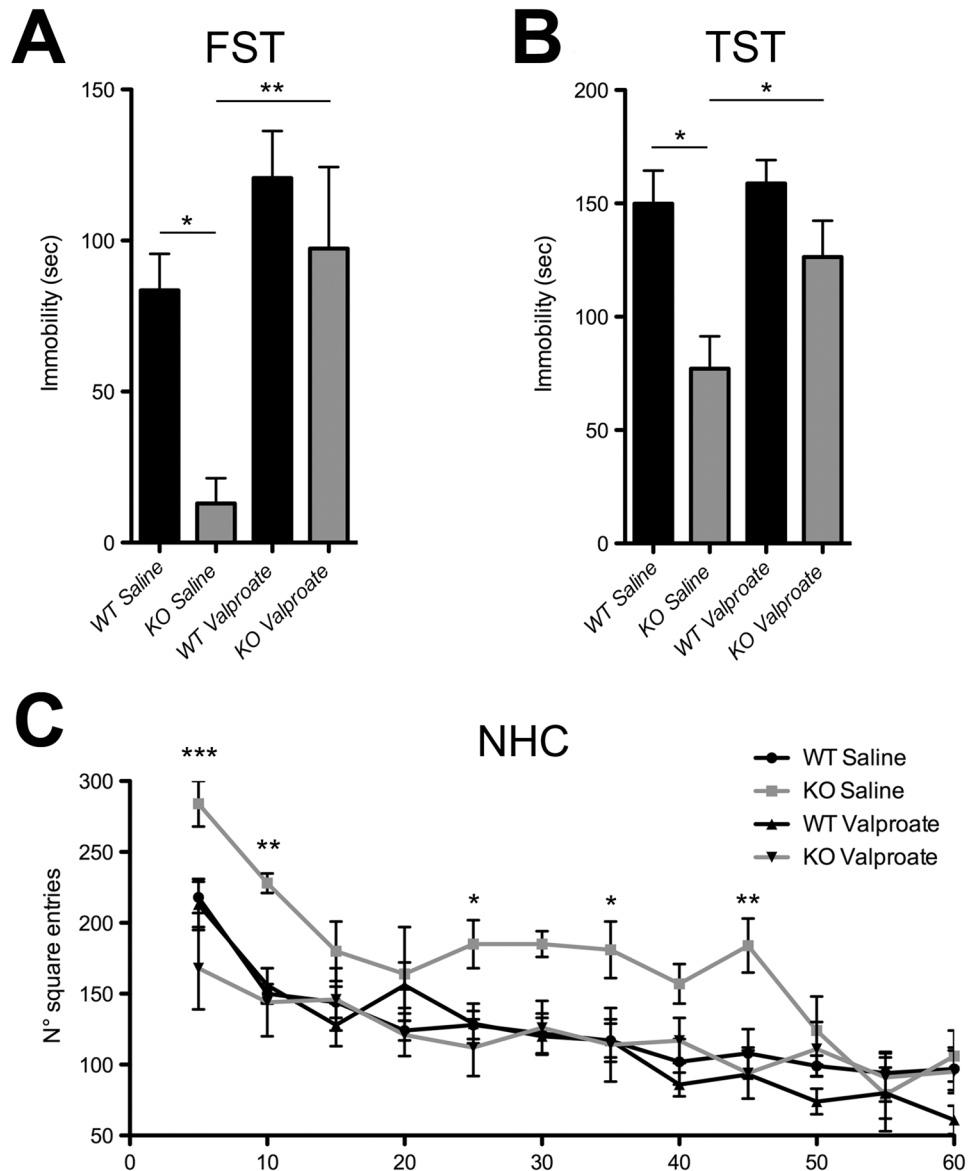 A
FST
Immobility (sec)
150
100
50
0
*
**
WT Saline
KO Saline
WT Valproate
KO Valproate
B
TST
Immobility (sec)
200
150
100
50
0
*
*
WT Saline
KO Saline
WT Valproate
KO Valproate
C
NHC
N° square entries
300
250
200
150
100
50
***
**
*
*
**
WT Saline
KO Saline
WT Valproate
KO Valproate
0 10 20 30 40 50 60